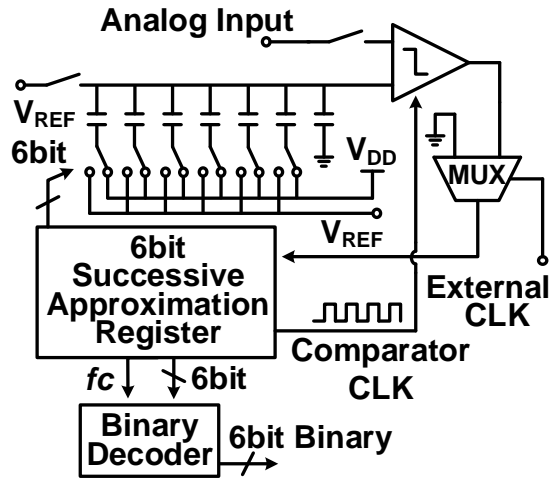 Analog Input
VREF
6bit
VDD
MUX
VREF
6bit
Successive
Approximation
Register
External
CLK
Comparator
CLK
fc
6bit
Binary
Decoder
6bit Binary